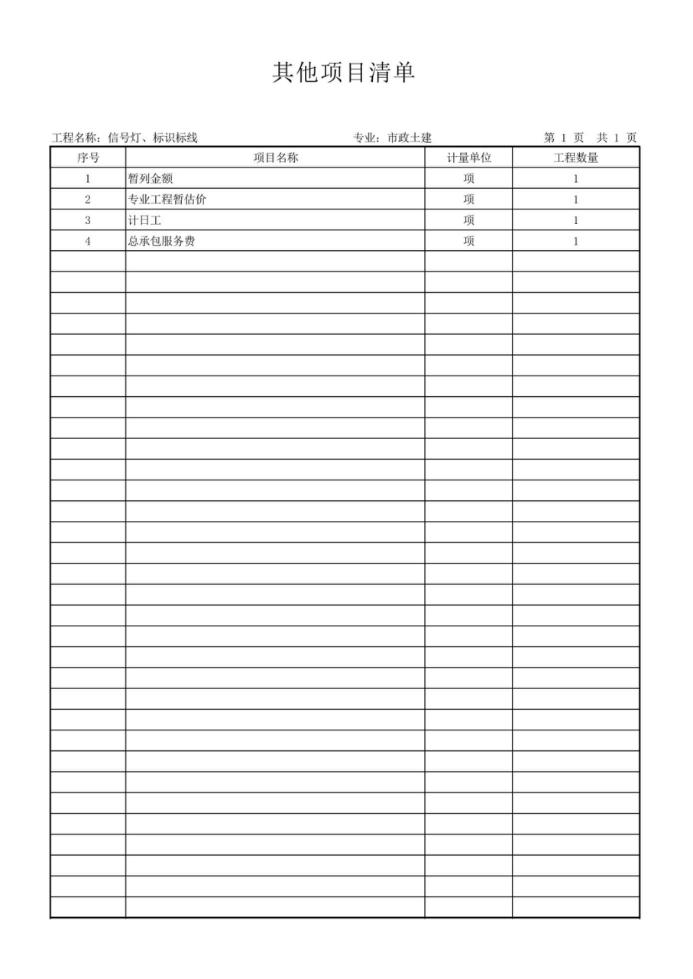 其他项目清单
工程名称：信号灯、标识标线 专业：市政土建 第 1 页 共 1 页
序号 项目名称 计量单位 工程数量
1 暂列金额 项 1
2 专业工程暂估价 项 1
3 计日工 项 1
4 总承包服务费 项 1